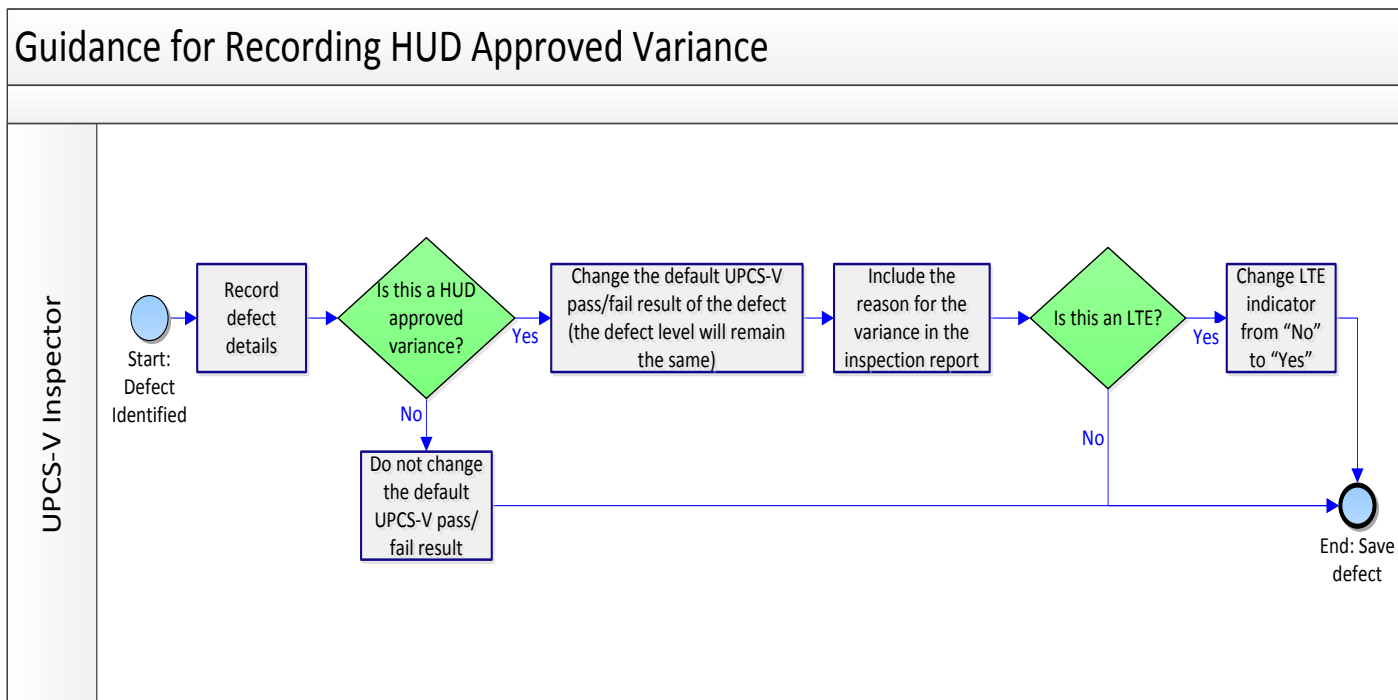 Guidance for Recording HUD Approved Variance
UPCS-V Inspector
Start:
Defect
Identified
Record
defect
details
Is this a HUD
approved
variance?
Yes
No
Change the default UPCS-V
pass/fail result of the defect
(the defect level will remain
the same)
Include the
reason for the
variance in the
inspection report
Is this an LTE?
Yes
No
Change LTE
indicator
from “No”
to “Yes”
Do not change
the default
UPCS-V pass/
fail result
End: Save
defect